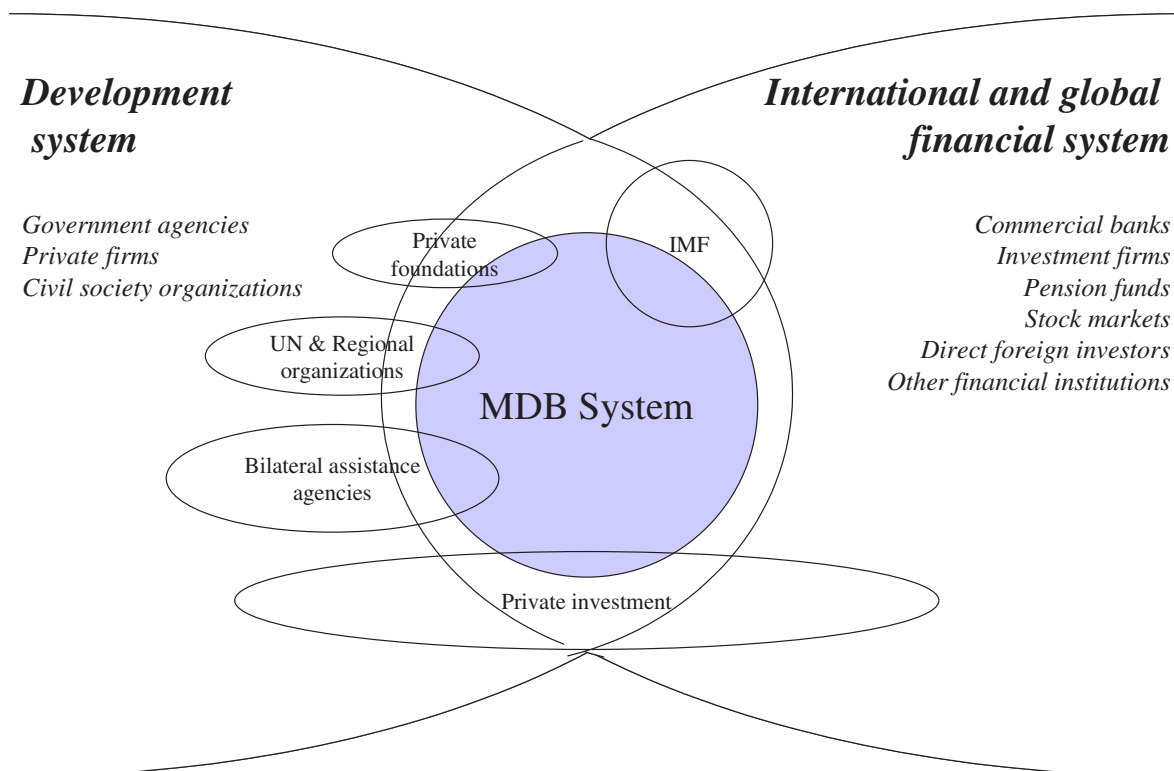 Development
system
International and global
financial system
Government agencies
Private firms
Civil society organizations
Commercial banks
Investment firms
Pension funds
Stock markets
Direct foreign investors
Other financial institutions
Private
foundations
IMF
UN & Regional
organizations
MDB System
Bilateral assistance
agencies
Private investment